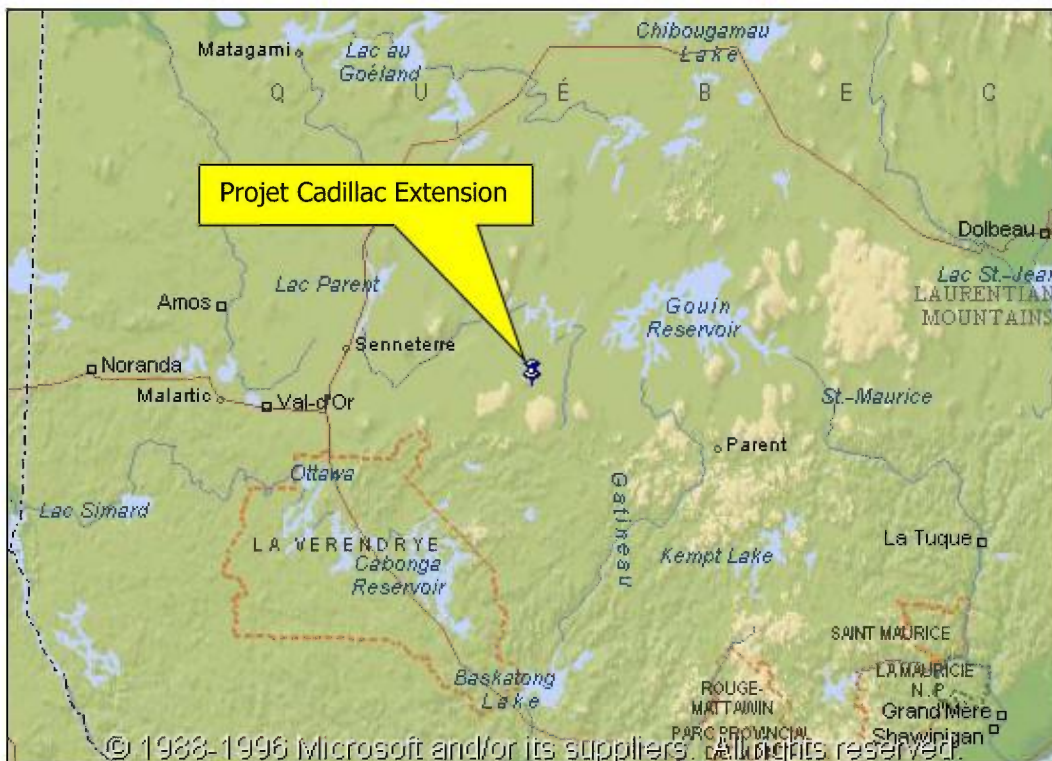 Matagami
Lac au
Goéland
Chibougamau
Lake
Q U É B E C
Projet Cadillac Extension
Dolbeau
Lac St.-Jean
LAURENTIAN
MOUNTAINS
Lac Parent
Amos
Gouin
Reservoir
Senneterre
Noranda
Malartic
Val-d'Or
St.-Maurice
Parent
Ottawa
Lac Simard
Gatineau
LA VERENDRYE
Cabonga
Reservoir
Kempt Lake
La Tuque
SAINT MAURICE
Baskatong
Lake
ROUGE-
MATTAWIN
PARC PROVINCIAL
LA MAURICIE
N.P.
Grand'Mère
Shawinigan
© 1988-1996 Microsoft and/or its suppliers. All rights reserved.